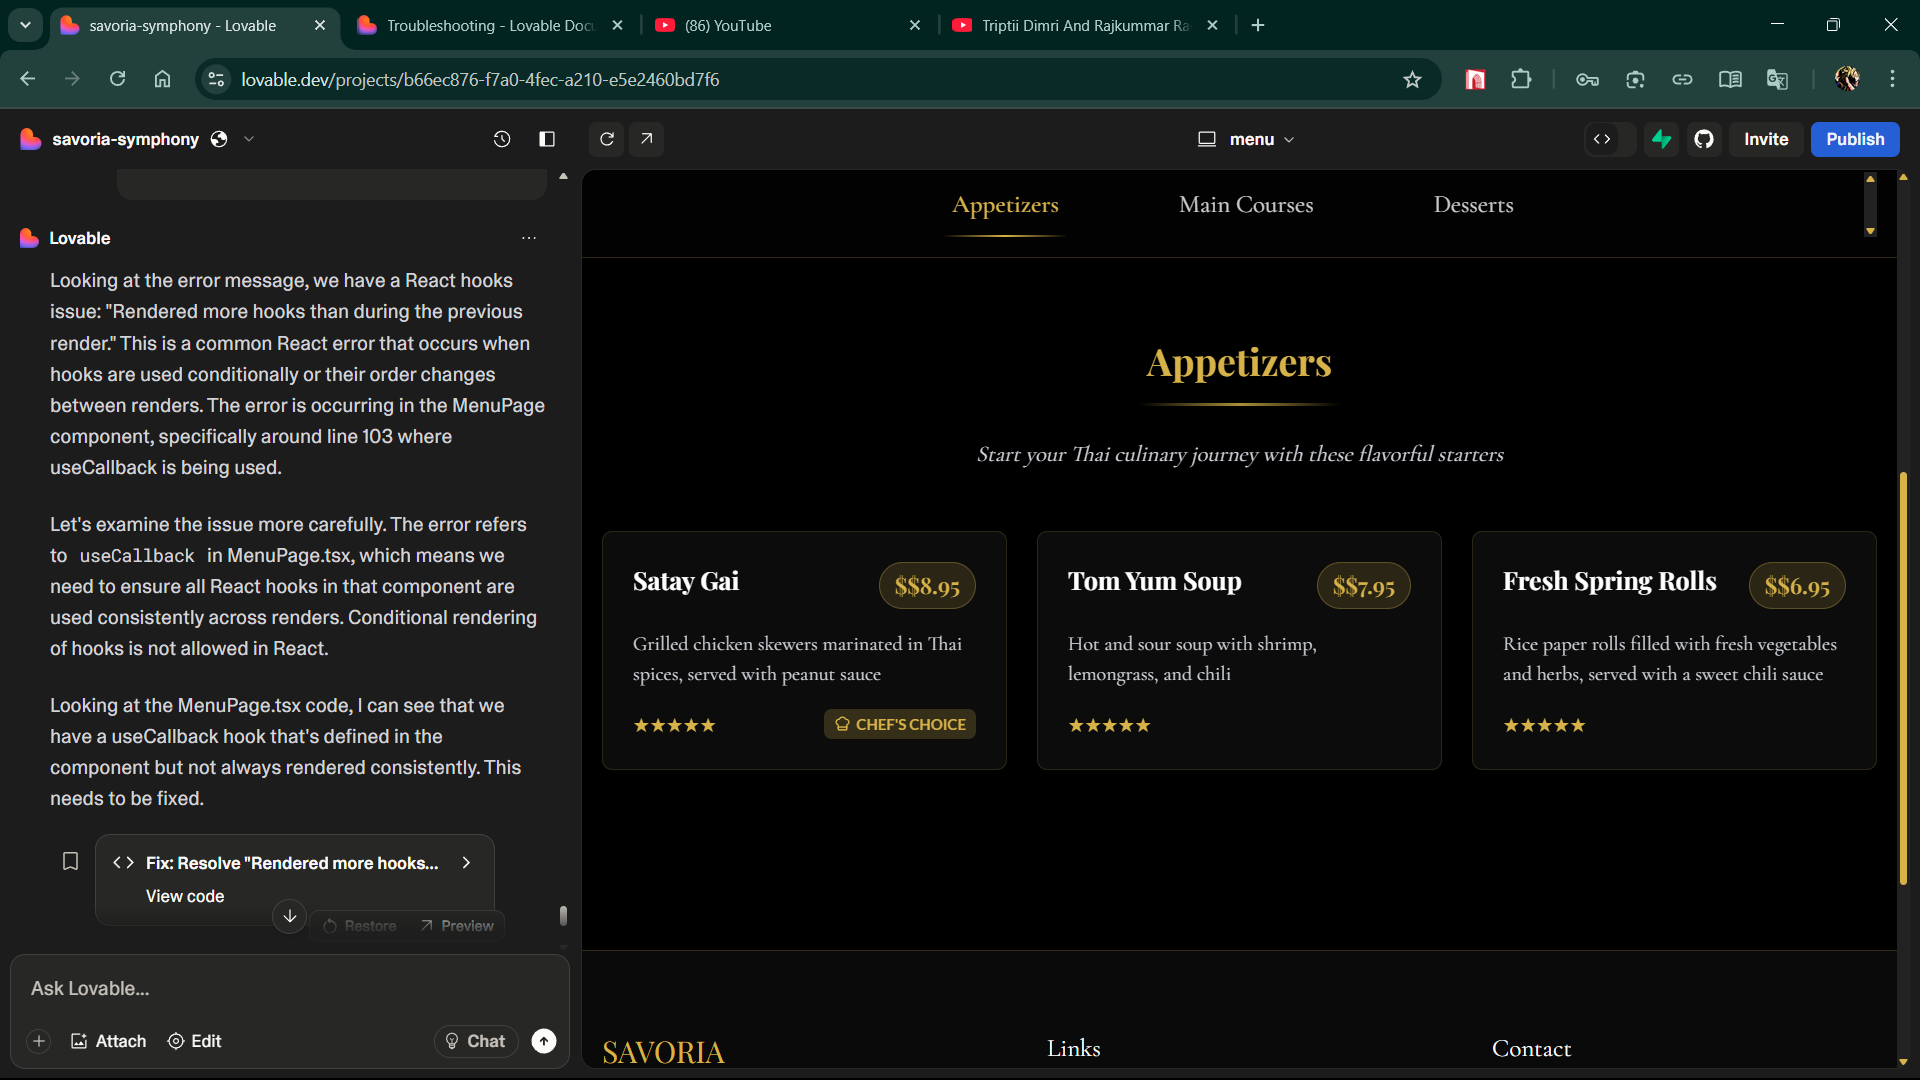 savoria-symphony - Lovable
Troubleshooting - Lovable Doc
(86) YouTube
Triptii Dimri And Rajkummar Ra
lovable.dev/projects/b66ec876-f7a0-4fec-a210-e5e2460bd7f6
savoria-symphony
menu
Invite
Publish
Lovable
Looking at the error message, we have a React hooks
issue: "Rendered more hooks than during the previous
render." This is a common React error that occurs when
hooks are used conditionally or their order changes
between renders. The error is occurring in the MenuPage
component, specifically around line 103 where
useCallback is being used.
Let's examine the issue more carefully. The error refers
to useCallback in MenuPage.tsx, which means we
need to ensure all React hooks in that component are
used consistently across renders. Conditional rendering
of hooks is not allowed in React.
Looking at the MenuPage.tsx code, I can see that we
have a useCallback hook that's defined in the
component but not always rendered consistently. This
needs to be fixed.
Fix: Resolve "Rendered more hooks...
View code
Restore
Preview
Ask Lovable...
Attach
Edit
Chat
Appetizers
Main Courses
Desserts
Appetizers
Start your Thai culinary journey with these flavorful starters
Satay Gai
$$8.95
Grilled chicken skewers marinated in Thai
spices, served with peanut sauce
★★★★★
CHEF'S CHOICE
Tom Yum Soup
$$7.95
Hot and sour soup with shrimp,
lemongrass, and chili
★★★★★
Fresh Spring Rolls
$$6.95
Rice paper rolls filled with fresh vegetables
and herbs, served with a sweet chili sauce
★★★★★
SAVORIA
Links
Contact